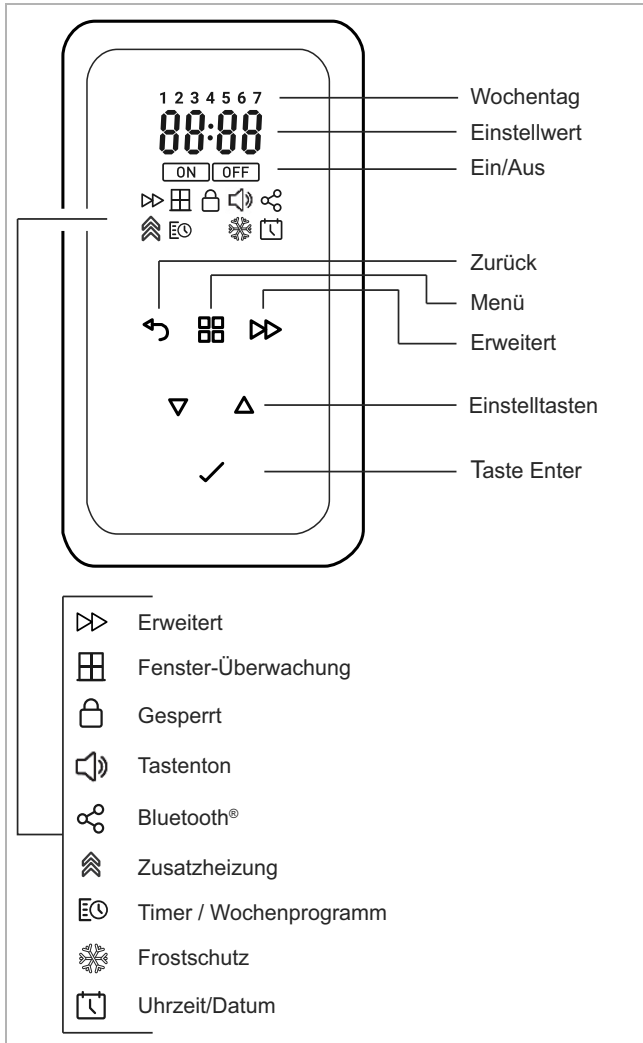 1 2 3 4 5 6 7
Wochentag
88:88
Einstellwert
ON OFF
Ein/Aus
Zurück
Menü
Erweitert
Einstelltasten
Taste Enter
Erweitert
Fenster-Überwachung
Gesperrt
Tastenton
Bluetooth®
Zusatzheizung
Timer / Wochenprogramm
Frostschutz
Uhrzeit/Datum